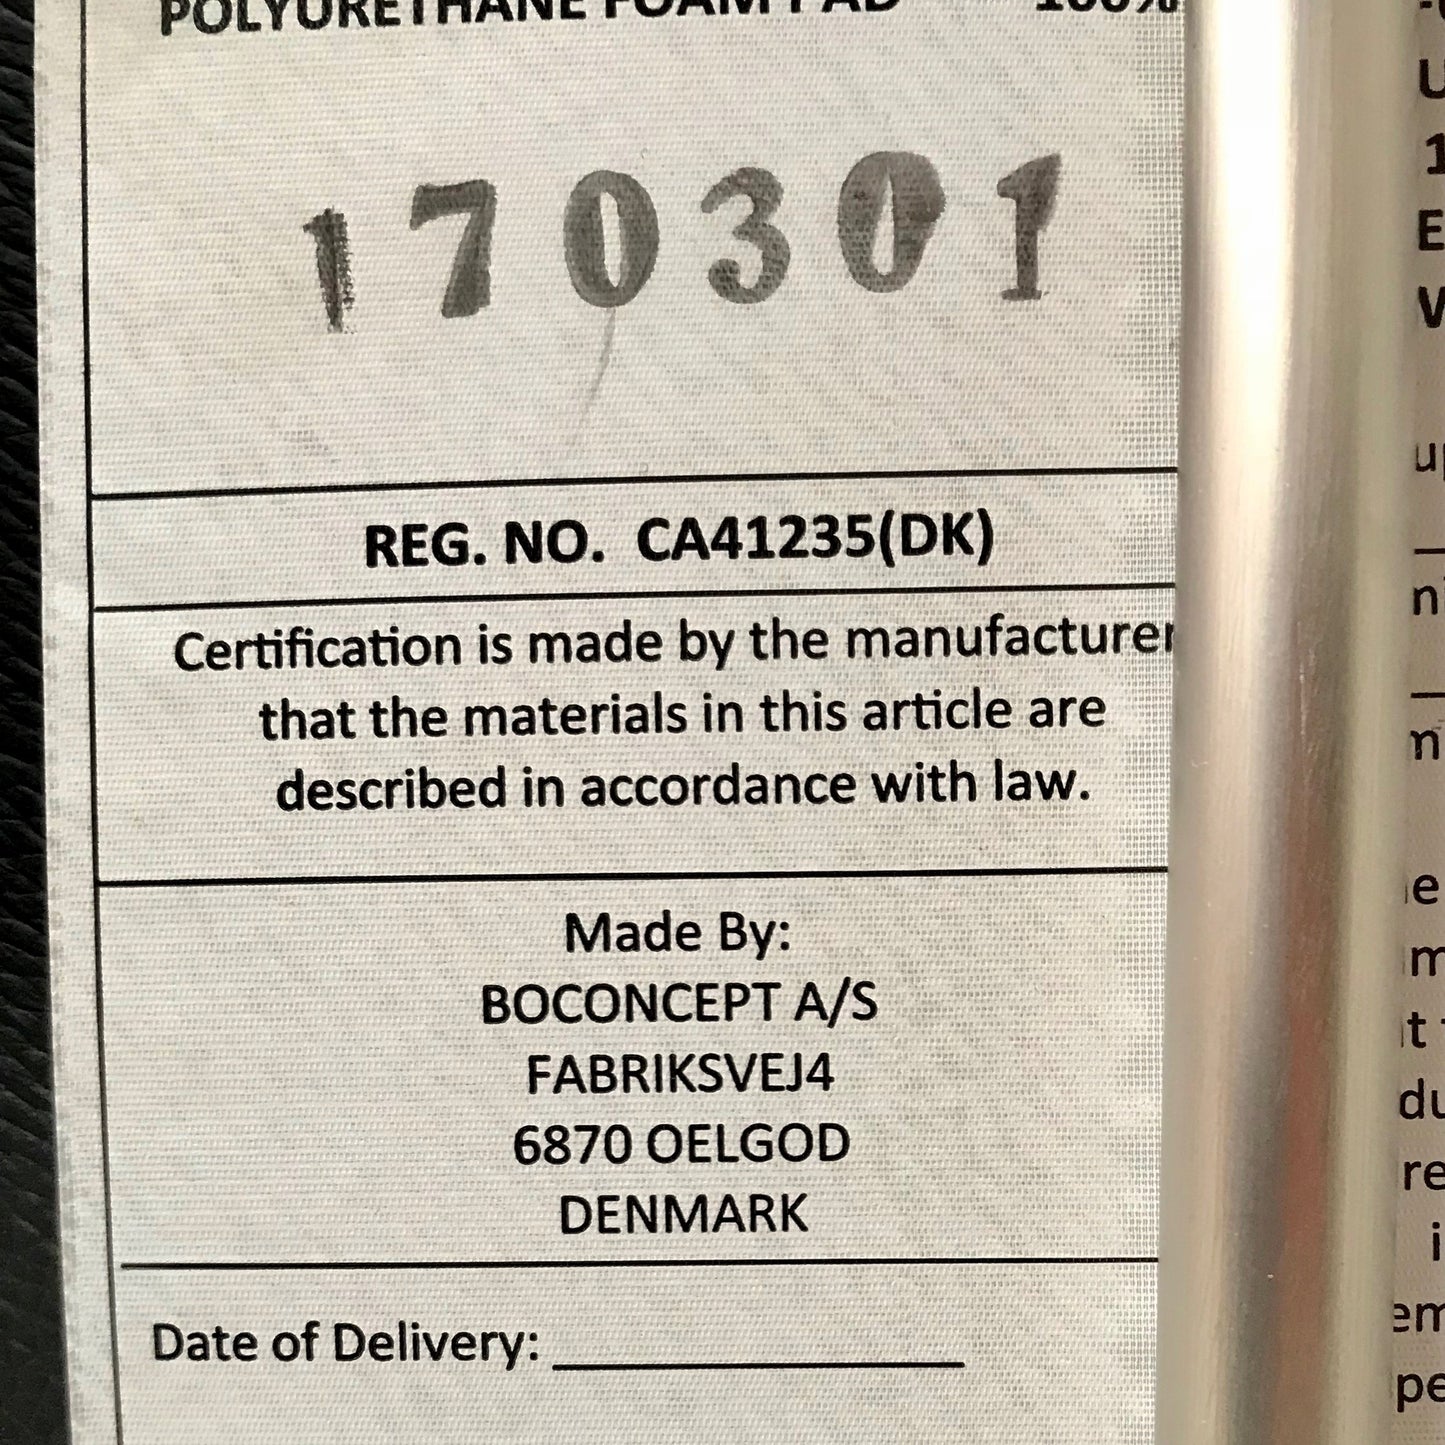 POLYURETHANE FOAM PAD 100%
170301
REG. NO. CA41235(DK)
Certification is made by the manufacturer
that the materials in this article are
described in accordance with law.
Made By:
BOCONCEPT A/S
FABRIKSVEJ4
6870 OELGOD
DENMARK
Date of Delivery: